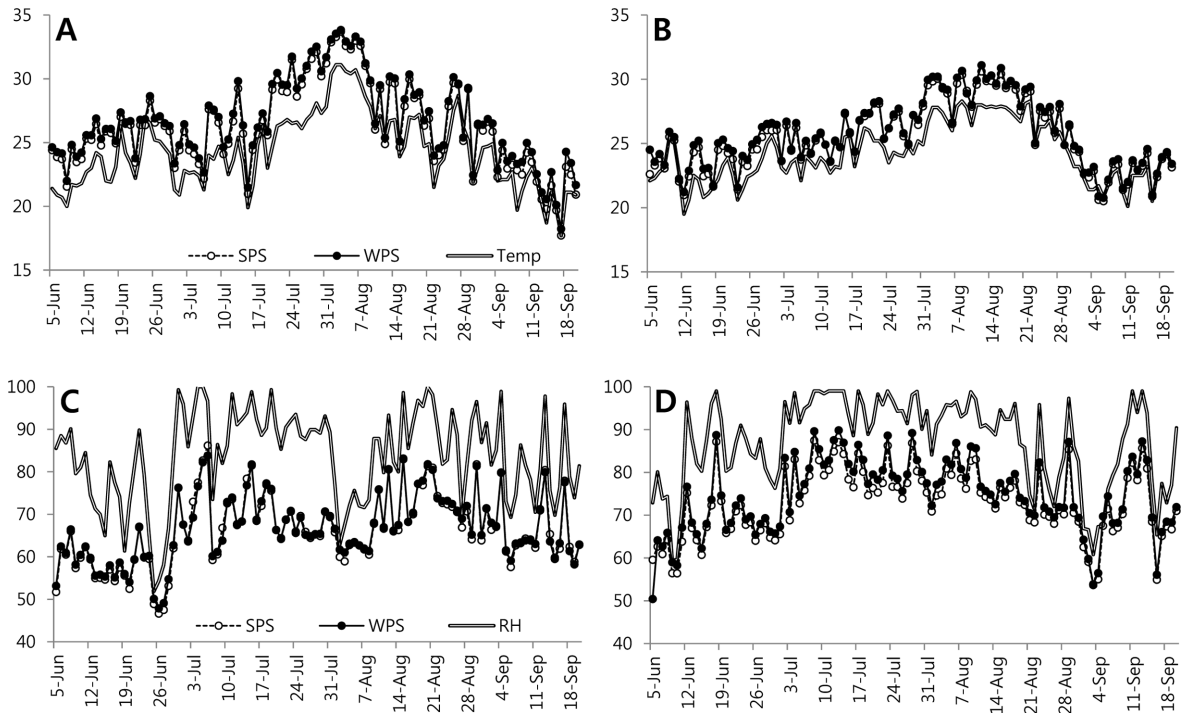 A
35
30
25
20
15
SPS WPS Temp
5-Jun 12-Jun 19-Jun 26-Jun 3-Jul 10-Jul 17-Jul 24-Jul 31-Jul 7-Aug 14-Aug 21-Aug 28-Aug 4-Sep 11-Sep 18-Sep
B
35
30
25
20
15
5-Jun 12-Jun 19-Jun 26-Jun 3-Jul 10-Jul 17-Jul 24-Jul 31-Jul 7-Aug 14-Aug 21-Aug 28-Aug 4-Sep 11-Sep 18-Sep
C
100
90
80
70
60
50
40
SPS WPS RH
5-Jun 12-Jun 19-Jun 26-Jun 3-Jul 10-Jul 17-Jul 24-Jul 31-Jul 7-Aug 14-Aug 21-Aug 28-Aug 4-Sep 11-Sep 18-Sep
D
100
90
80
70
60
50
40
5-Jun 12-Jun 19-Jun 26-Jun 3-Jul 10-Jul 17-Jul 24-Jul 31-Jul 7-Aug 14-Aug 21-Aug 28-Aug 4-Sep 11-Sep 18-Sep